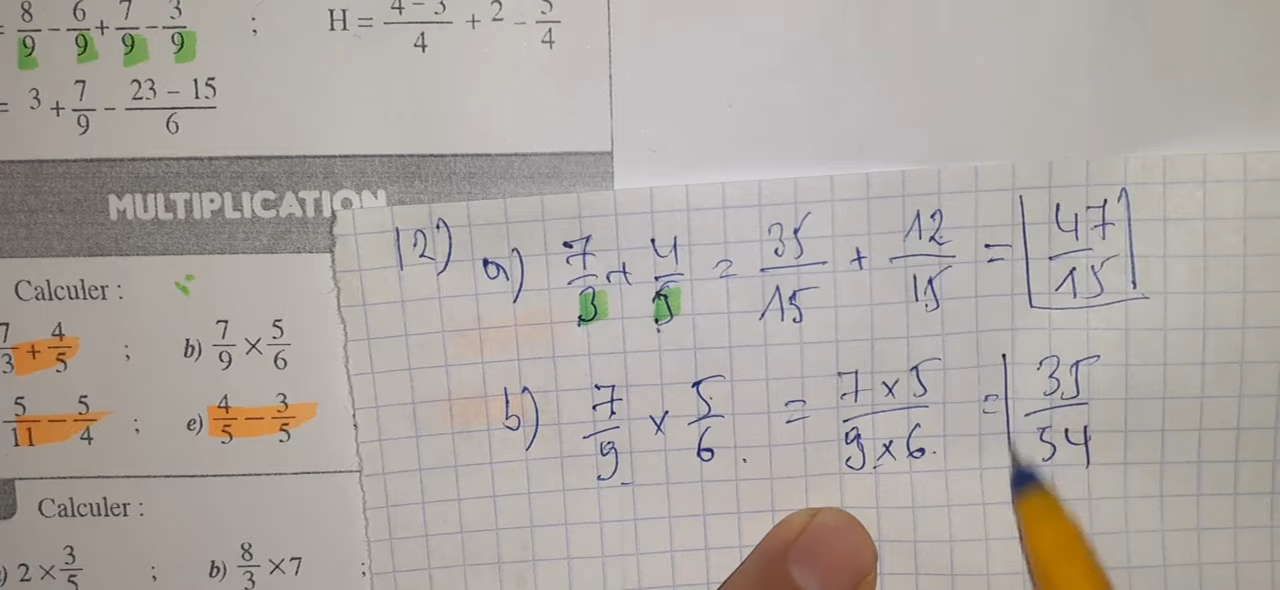 = 8/9 - 6/9 + 7/9 - 3/9 ; H = (4 - 3)/4 + 2 - 5/4
= 3 + 7/9 - (23 - 15)/6
MULTIPLICATION
Calculer :
7/3 + 4/5 ; b) 7/9 × 5/6
5/11 - 5/4 ; e) 4/5 - 3/5
Calculer :
) 2 × 3/5 ; b) 8/3 × 7 ;
12) a) 7/3 + 4/5 = 35/15 + 12/15 = 47/15
b) 7/9 × 5/6 . = (7 × 5)/(9 × 6) = 35/54